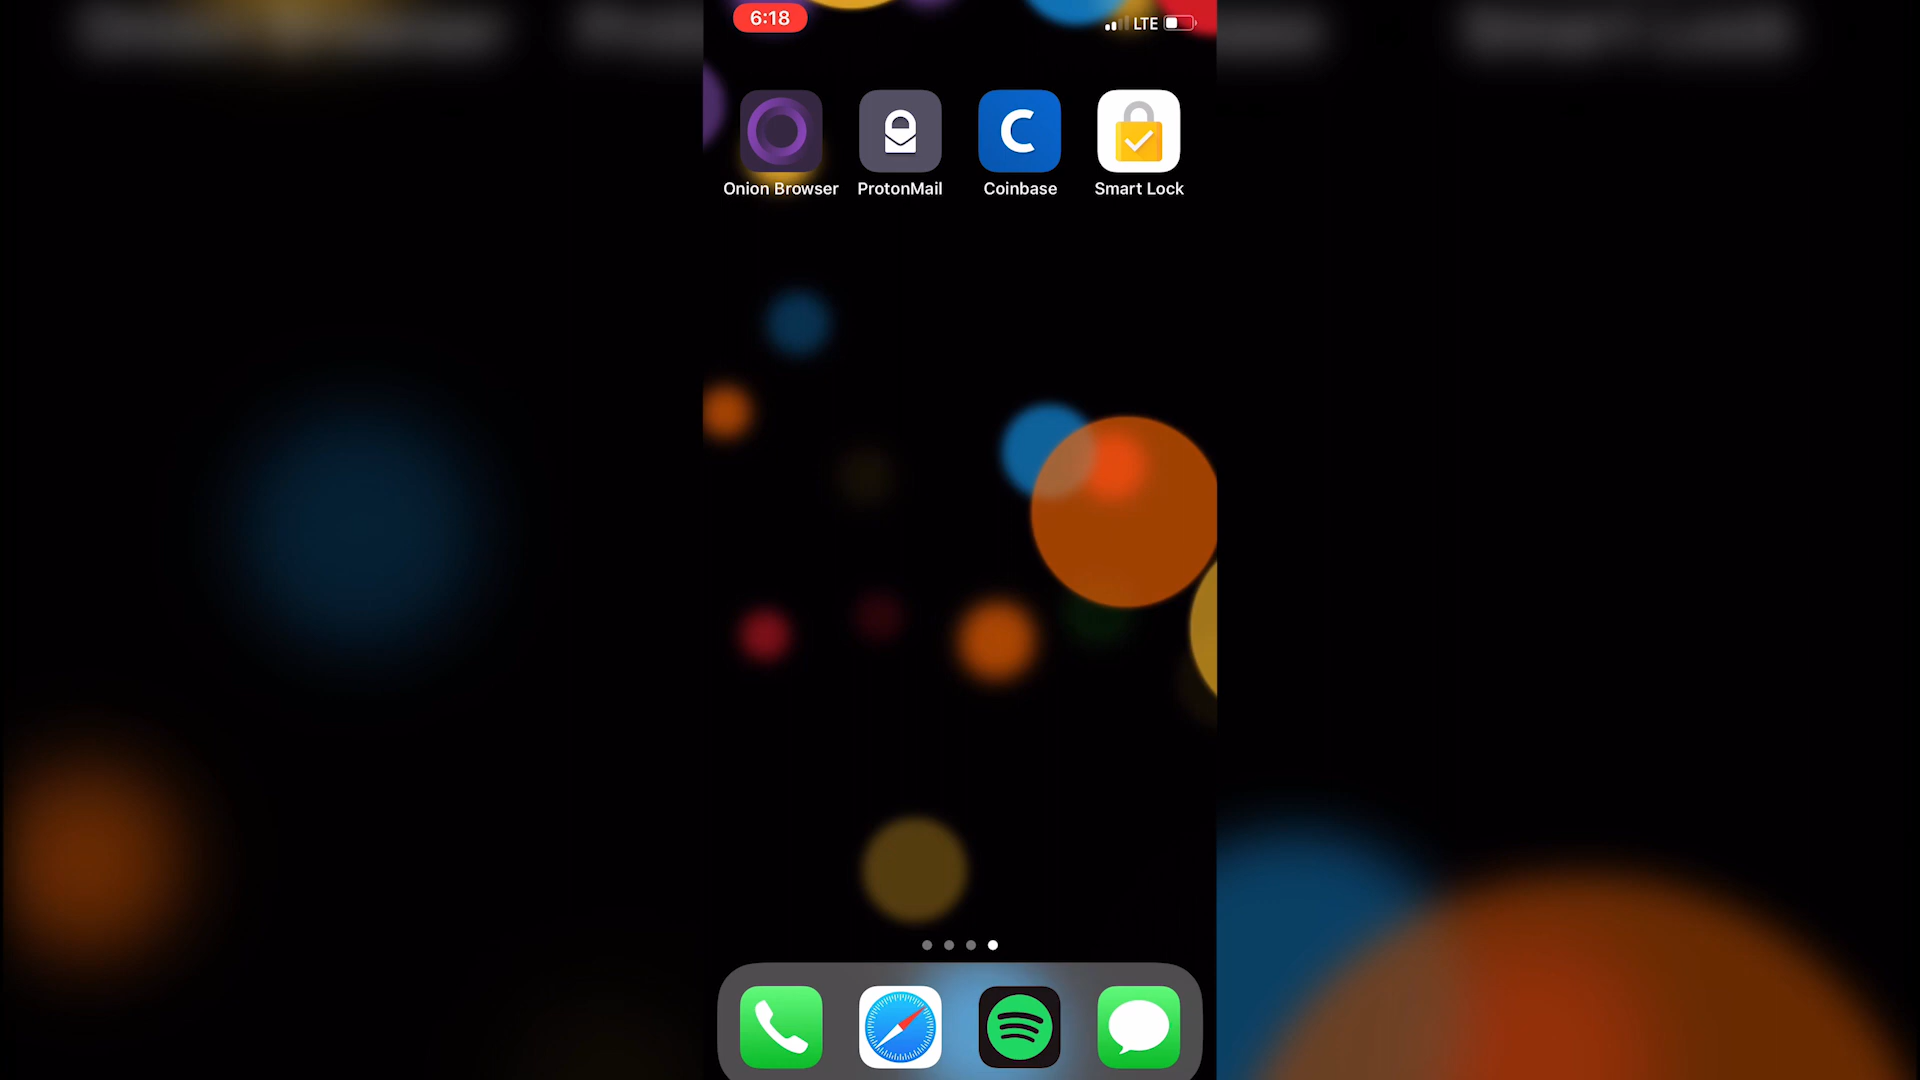 6:18
LTE
Onion Browser
ProtonMail
Coinbase
Smart Lock